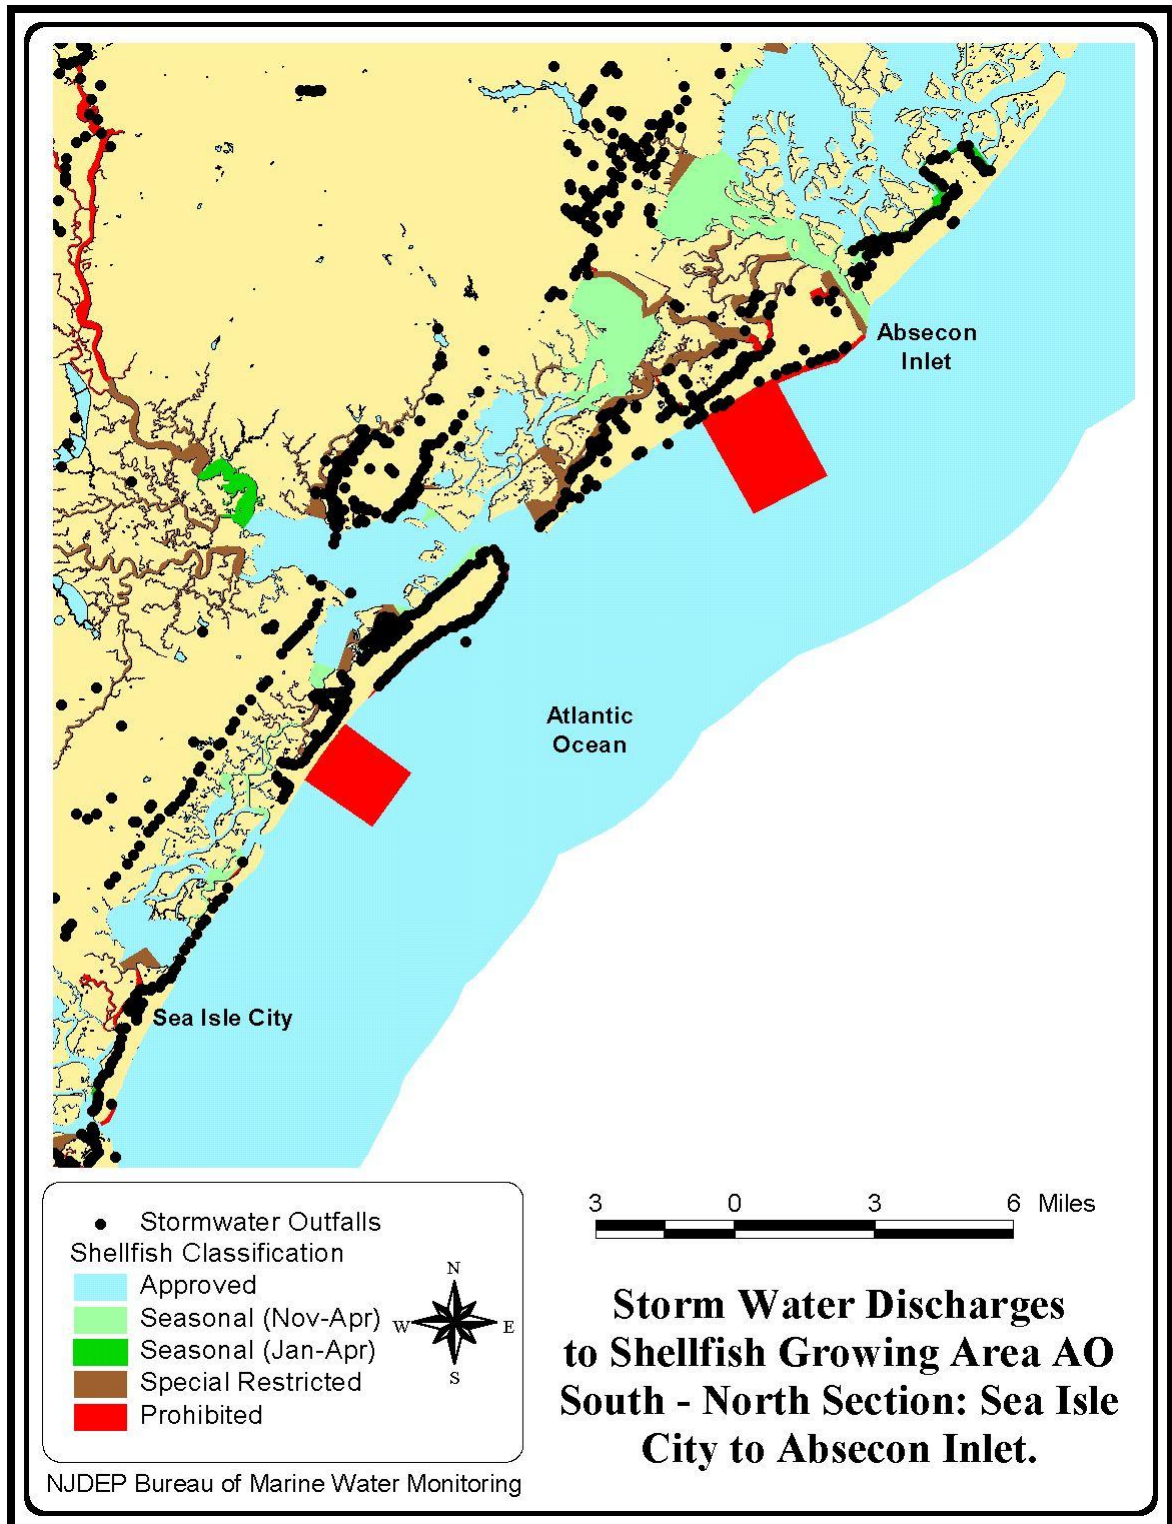 Absecon
Inlet
Atlantic
Ocean
Sea Isle City
Stormwater Outfalls
Shellfish Classification
Approved
Seasonal (Nov-Apr)
Seasonal (Jan-Apr)
Special Restricted
Prohibited
N
W E
S
NJDEP Bureau of Marine Water Monitoring
3 0 3 6 Miles
Storm Water Discharges
to Shellfish Growing Area AO
South - North Section: Sea Isle
City to Absecon Inlet.